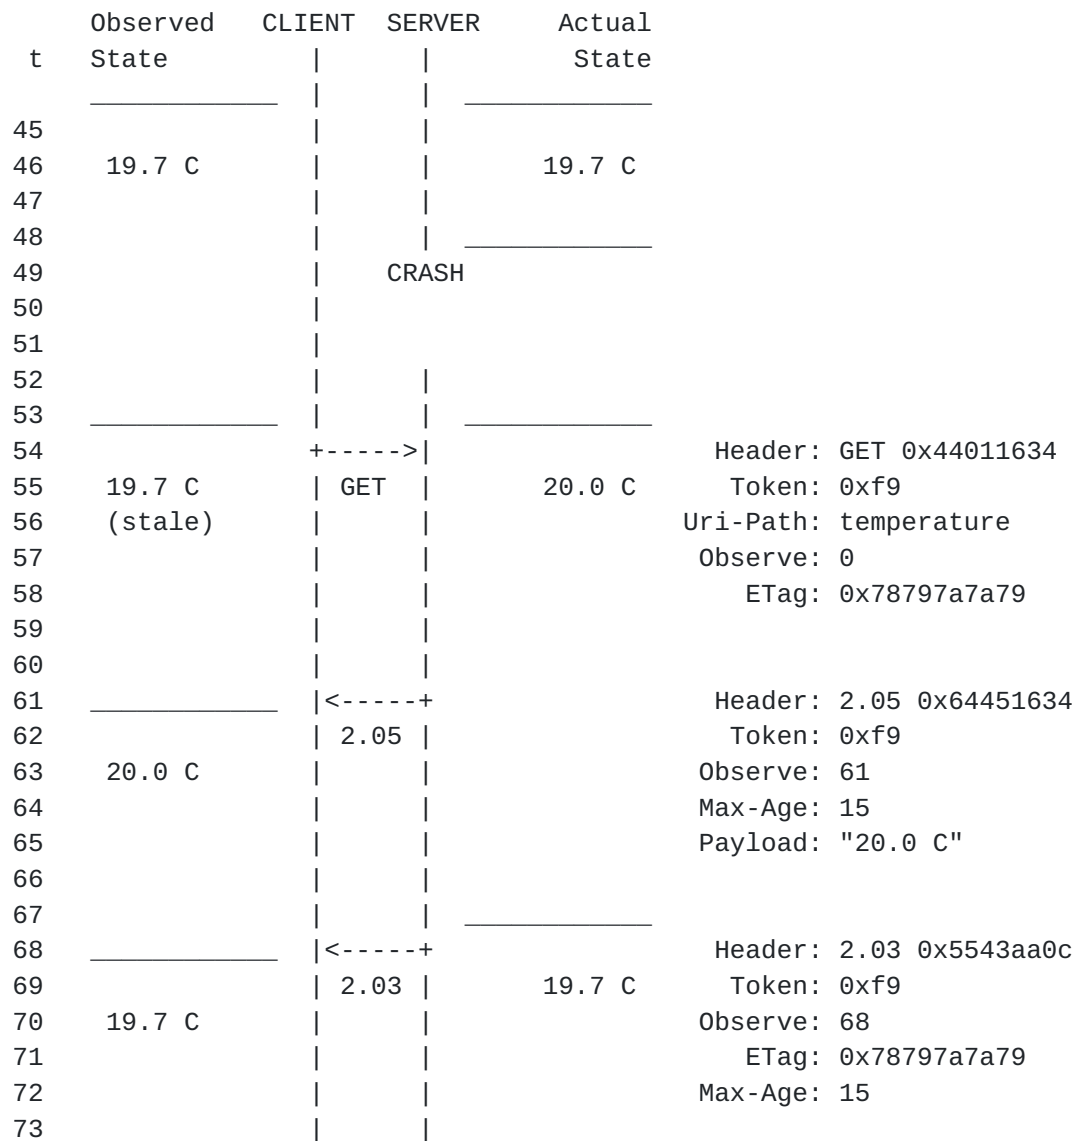 Observed   CLIENT  SERVER     Actual
 t   State         |      |         State
     ____________  |      |  ____________
45                 |      |
46    19.7 C       |      |       19.7 C
47                 |      |
48                 |      |  ____________
49                 |    CRASH
50                 |
51                 |
52                 |      |
53   ____________  |      |  ____________
54                 +----->|                  Header: GET 0x44011634
55    19.7 C       | GET  |       20.0 C      Token: 0xf9
56    (stale)      |      |                Uri-Path: temperature
57                 |      |                 Observe: 0
58                 |      |                    ETag: 0x78797a7a79
59                 |      |
60                 |      |
61   ____________  |<-----+                  Header: 2.05 0x64451634
62                 | 2.05 |                   Token: 0xf9
63    20.0 C       |      |                 Observe: 61
64                 |      |                 Max-Age: 15
65                 |      |                 Payload: "20.0 C"
66                 |      |
67                 |      |  ____________
68   ____________  |<-----+                  Header: 2.03 0x5543aa0c
69                 | 2.03 |       19.7 C      Token: 0xf9
70    19.7 C       |      |                 Observe: 68
71                 |      |                    ETag: 0x78797a7a79
72                 |      |                 Max-Age: 15
73                 |      |